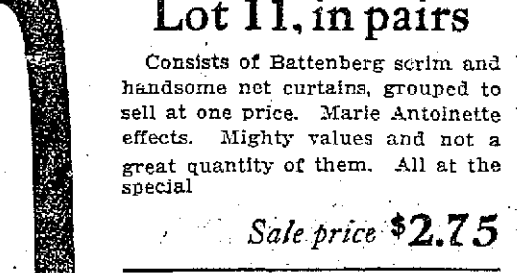 Lot 11, in pairs
Consists of Battenberg scrim and
handsome net curtains, grouped to
sell at one price. Marie Antoinette
effects. Mighty values and not a
great quantity of them. All at the
special
Sale price $2.75